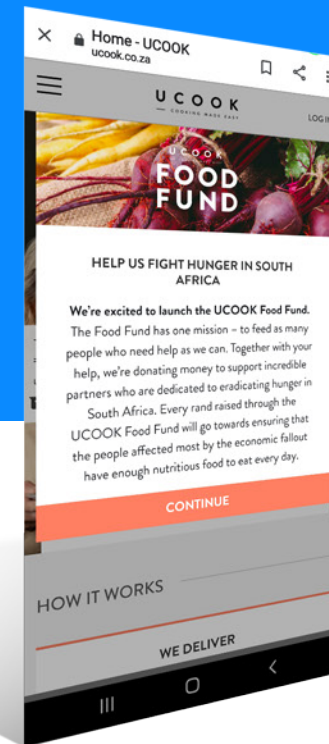 Home - UCOOK
ucook.co.za
UCOOK
COOKING MADE EASY
LOG IN
UCOOK
FOOD
FUND
HELP US FIGHT HUNGER IN SOUTH
AFRICA
We're excited to launch the UCOOK Food Fund.
The Food Fund has one mission – to feed as many
people who need help as we can. Together with your
help, we're donating money to support incredible
partners who are dedicated to eradicating hunger in
South Africa. Every rand raised through the
UCOOK Food Fund will go towards ensuring that
the people affected most by the economic fallout
have enough nutritious food to eat every day.
CONTINUE
HOW IT WORKS
WE DELIVER